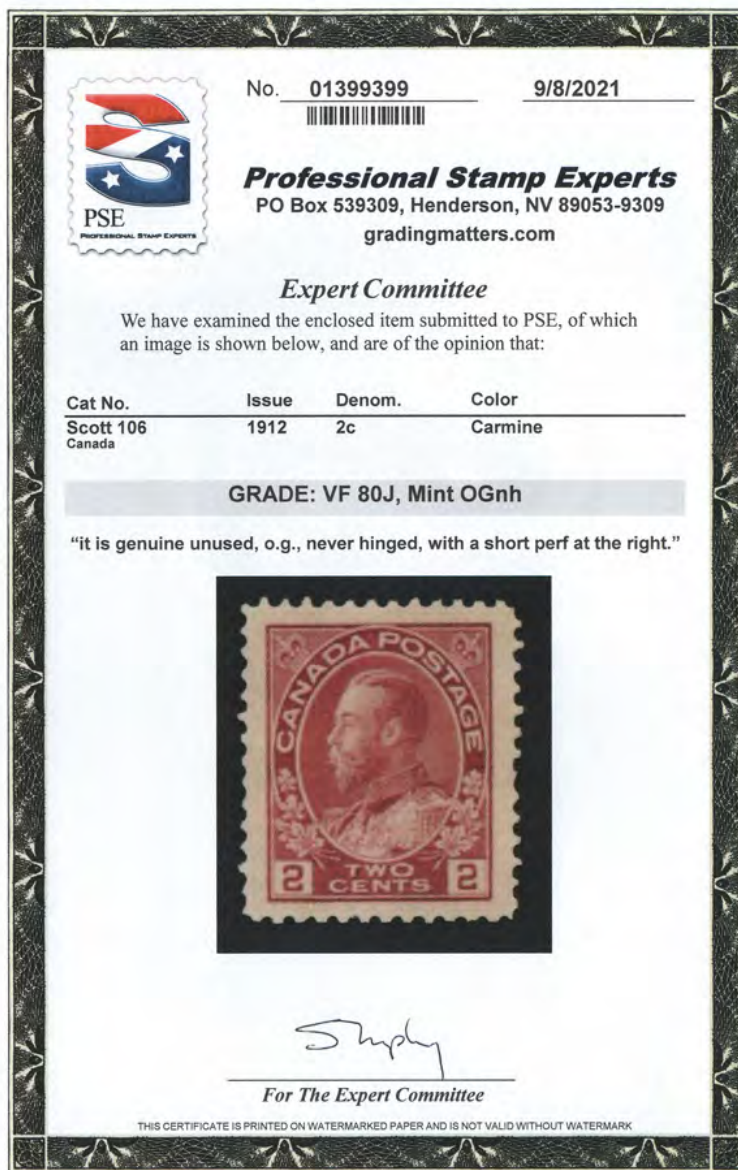 No. 01399399 9/8/2021
PSE
PROFESSIONAL STAMP EXPERTS
Professional Stamp Experts
PO Box 539309, Henderson, NV 89053-9309
gradingmatters.com
Expert Committee
We have examined the enclosed item submitted to PSE, of which
an image is shown below, and are of the opinion that:
Cat No. Issue Denom. Color
Scott 106 1912 2c Carmine
Canada
GRADE: VF 80J, Mint OGnh
“it is genuine unused, o.g., never hinged, with a short perf at the right.”
CANADA POSTAGE
2 TWO CENTS 2
For The Expert Committee
THIS CERTIFICATE IS PRINTED ON WATERMARKED PAPER AND IS NOT VALID WITHOUT WATERMARK